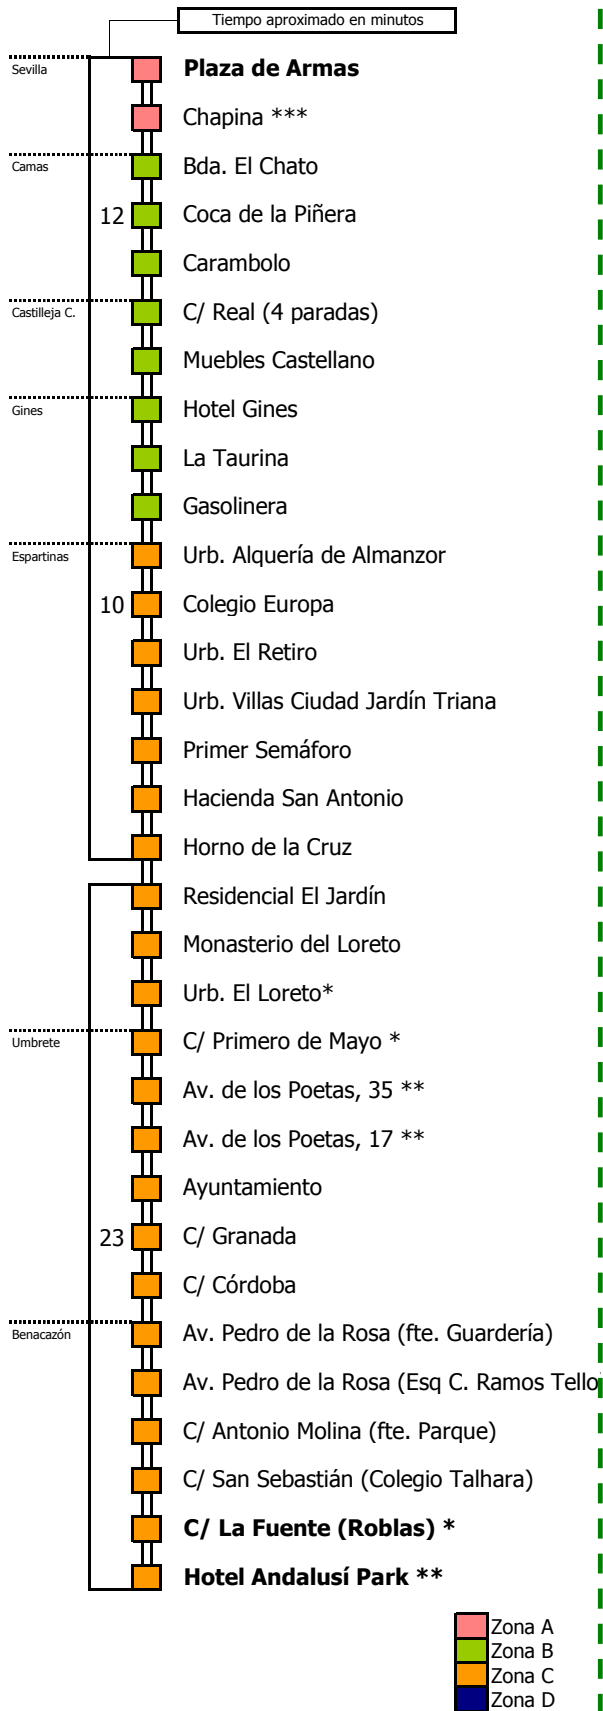 Tiempo aproximado en minutos
Sevilla
Plaza de Armas
Chapina ***
Camas
Bda. El Chato
12
Coca de la Piñera
Carambolo
Castilleja C.
C/ Real (4 paradas)
Muebles Castellano
Gines
Hotel Gines
La Taurina
Gasolinera
Espartinas
Urb. Alquería de Almanzor
10
Colegio Europa
Urb. El Retiro
Urb. Villas Ciudad Jardín Triana
Primer Semáforo
Hacienda San Antonio
Horno de la Cruz
Residencial El Jardín
Monasterio del Loreto
Urb. El Loreto*
Umbrete
C/ Primero de Mayo *
Av. de los Poetas, 35 **
Av. de los Poetas, 17 **
Ayuntamiento
23
C/ Granada
C/ Córdoba
Benacazón
Av. Pedro de la Rosa (fte. Guardería)
Av. Pedro de la Rosa (Esq C. Ramos Tello
C/ Antonio Molina (fte. Parque)
C/ San Sebastián (Colegio Talhara)
C/ La Fuente (Roblas) *
Hotel Andalusí Park **
Zona A
Zona B
Zona C
Zona D